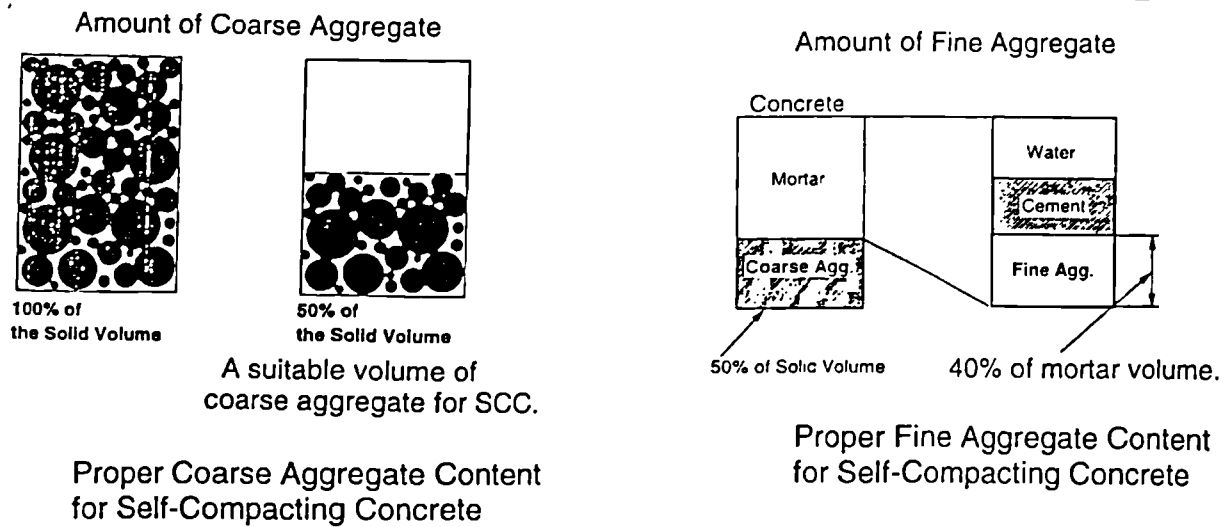 Amount of Coarse Aggregate
100% of
the Solid Volume
50% of
the Solid Volume
A suitable volume of
coarse aggregate for SCC.
Proper Coarse Aggregate Content
for Self-Compacting Concrete
Amount of Fine Aggregate
Concrete
Mortar
Coarse Agg.
Water
Cement
Fine Agg.
50% of Solic Volume
40% of mortar volume.
Proper Fine Aggregate Content
for Self-Compacting Concrete